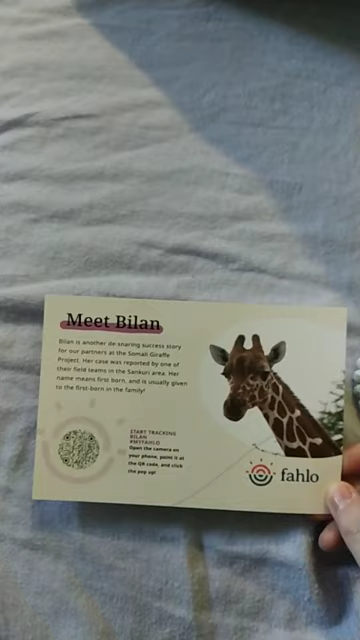 Meet Bilan
Bilan is another de-snaring success story
for our partners at the Somali Giraffe
Project. Her case was reported by one of
their field teams in the Sankuri area. Her
name means first born, and is usually given
to the first-born in the family!
START TRACKING
BILAN
#MYFAHLO
Open the camera on
your phone, point it at
the QR code, and click
the pop up!
fahlo